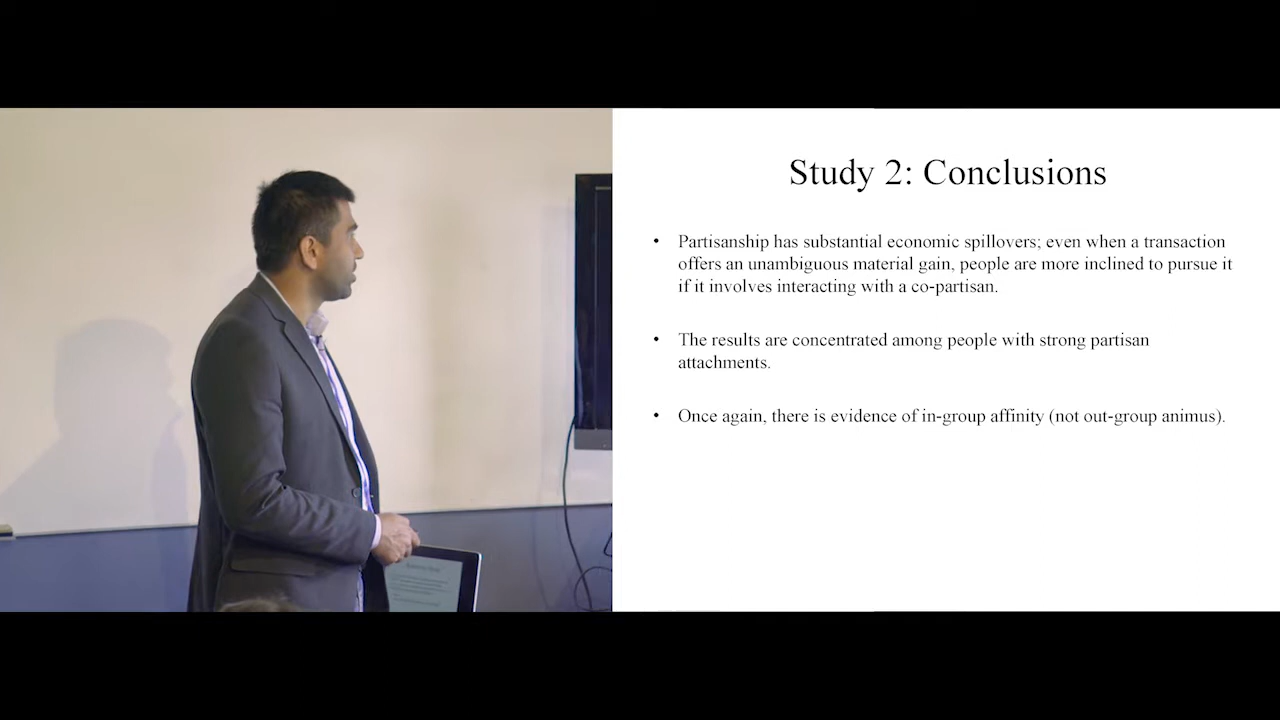 Study 2: Conclusions
• Partisanship has substantial economic spillovers; even when a transaction
offers an unambiguous material gain, people are more inclined to pursue it
if it involves interacting with a co-partisan.
• The results are concentrated among people with strong partisan
attachments.
• Once again, there is evidence of in-group affinity (not out-group animus).